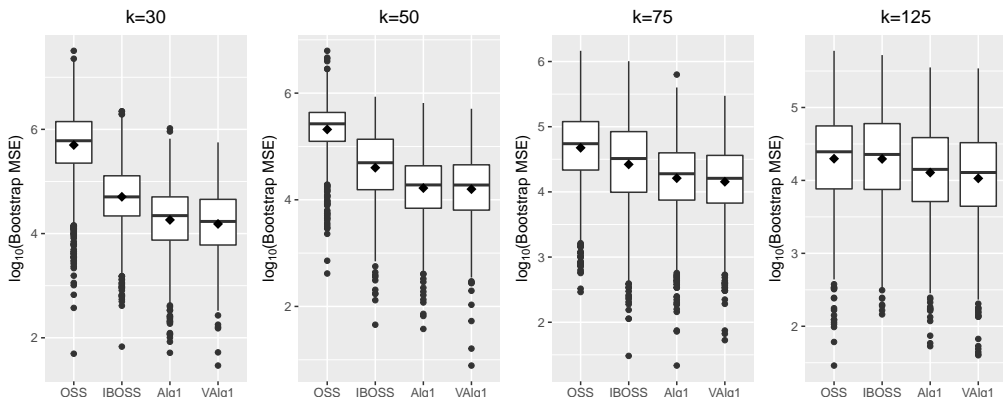 k=30
k=50
k=75
k=125
log10(Bootstrap MSE)
6
4
2
OSS IBOSS Alg1 VAlg1
log10(Bootstrap MSE)
6
4
2
OSS IBOSS Alg1 VAlg1
log10(Bootstrap MSE)
6
5
4
3
2
OSS IBOSS Alg1 VAlg1
log10(Bootstrap MSE)
5
4
3
2
OSS IBOSS Alg1 VAlg1